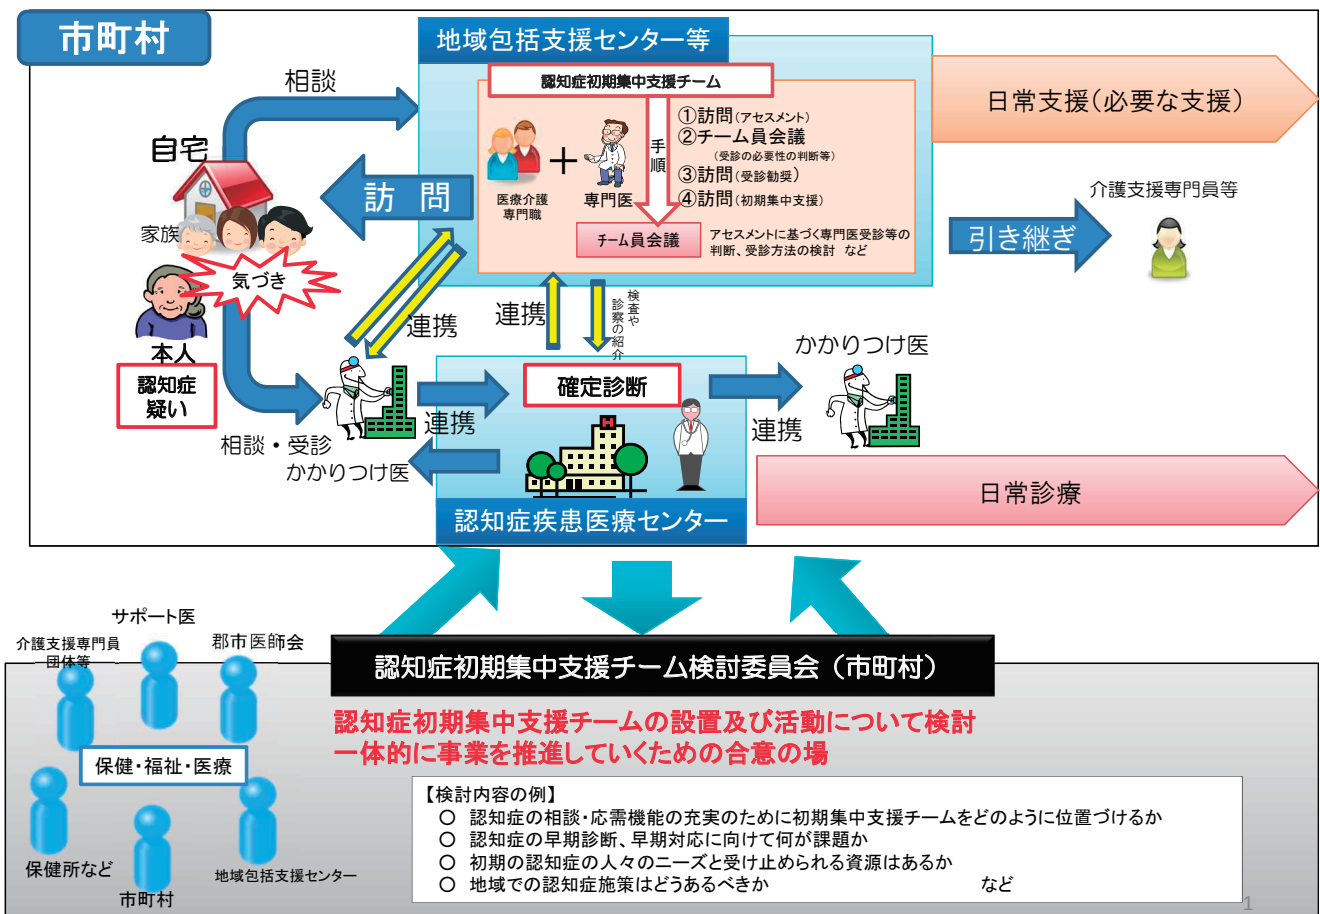 市町村
地域包括支援センター等
認知症初期集中支援チーム
相談
自宅
訪 問
家族
気づき
本人
認知症
疑い
医療介護
専門職
＋
専門医
手順
①訪問（アセスメント）
②チーム員会議
（受診の必要性の判断等）
③訪問（受診勧奨）
④訪問（初期集中支援）
チーム員会議
アセスメントに基づく専門医受診等の
判断、受診方法の検討 など
日常支援（必要な支援）
介護支援専門員等
引き継ぎ
連携
連携
検査や
診察の紹介
かかりつけ医
確定診断
連携
連携
相談・受診
かかりつけ医
認知症疾患医療センター
日常診療
サポート医
介護支援専門員
団体等
郡市医師会
保健・福祉・医療
保健所など
市町村
地域包括支援センター
認知症初期集中支援チーム検討委員会（市町村）
認知症初期集中支援チームの設置及び活動について検討
一体的に事業を推進していくための合意の場
【検討内容の例】
○ 認知症の相談・応需機能の充実のために初期集中支援チームをどのように位置づけるか
○ 認知症の早期診断、早期対応に向けて何が課題か
○ 初期の認知症の人々のニーズと受け止められる資源はあるか
○ 地域での認知症施策はどうあるべきか など
H
1